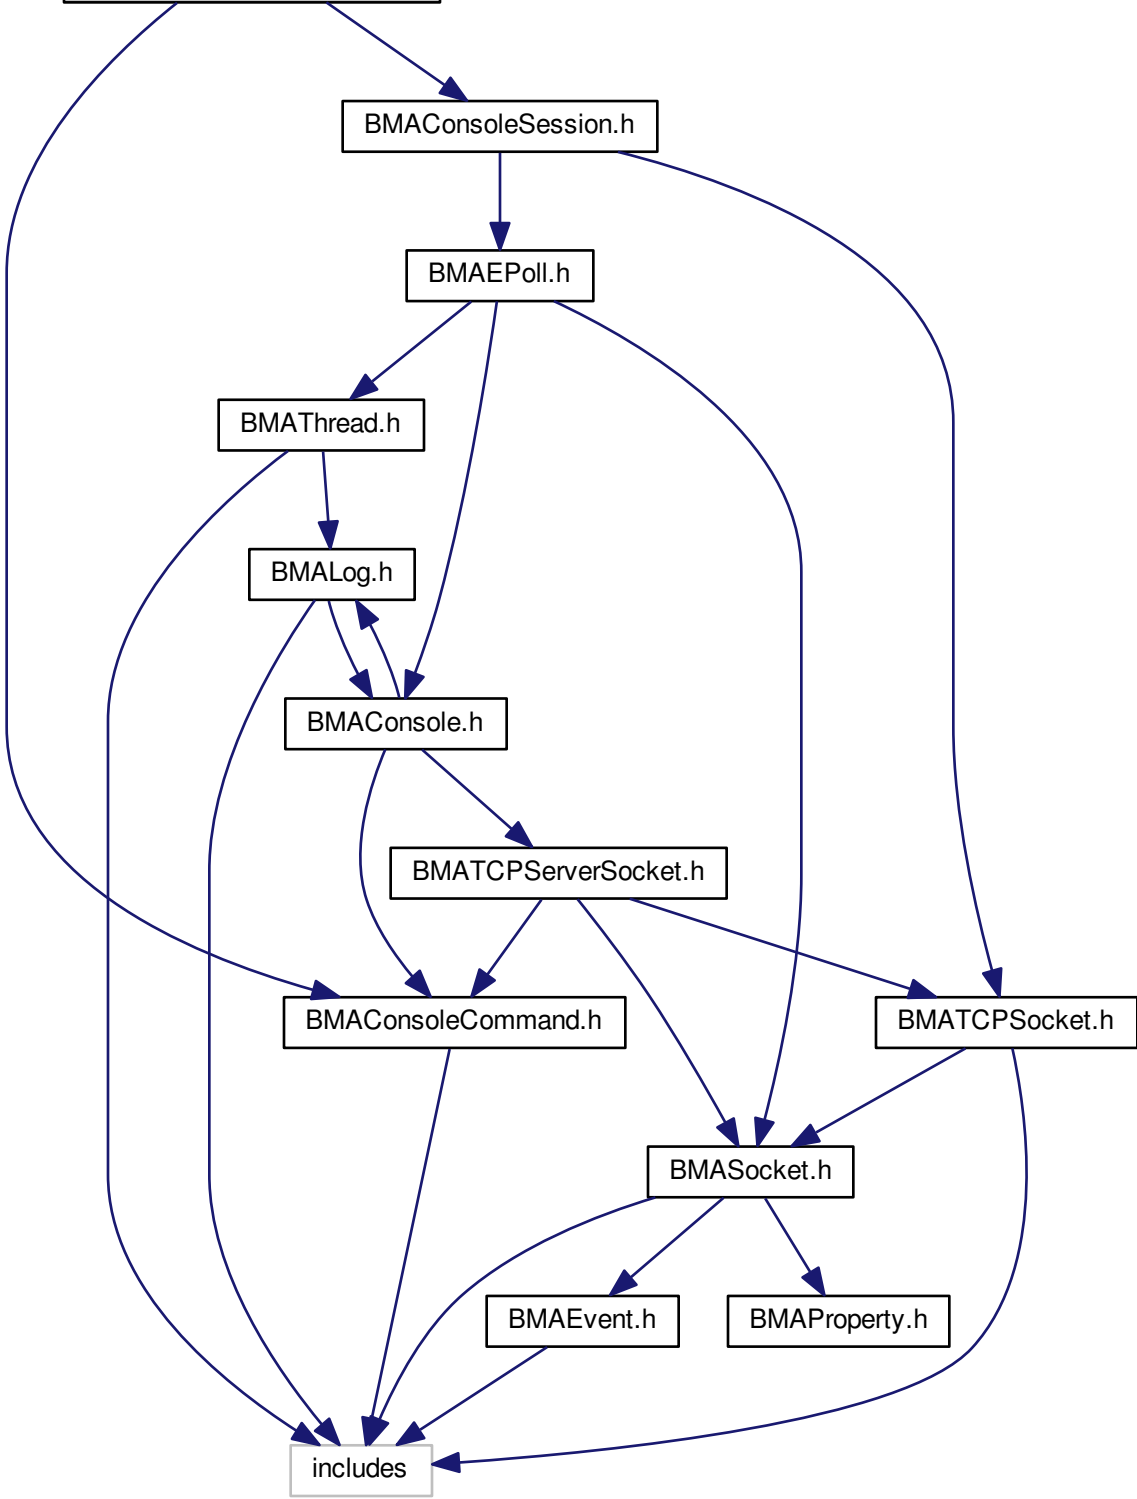 BMAConsoleSession.h
BMAEPoll.h
BMAThread.h
BMALog.h
BMAConsole.h
BMATCPServerSocket.h
BMAConsoleCommand.h
BMATCPSocket.h
BMASocket.h
BMAEvent.h
BMAProperty.h
includes